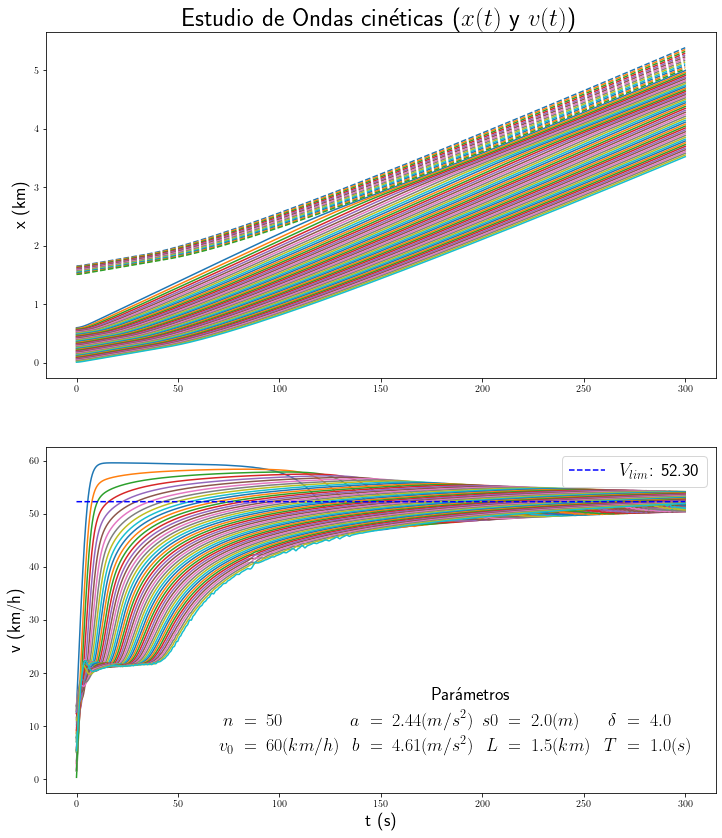 Estudio de Ondas cinéticas (x(t) y v(t))
5
4
3
2
1
0
x (km)
0 50 100 150 200 250 300
V_lim: 52.30
60
50
40
30
20
10
0
v (km/h)
Parámetros
n = 50 a = 2.44(m/s²) s0 = 2.0(m) δ = 4.0
v₀ = 60(km/h) b = 4.61(m/s²) L = 1.5(km) T = 1.0(s)
0 50 100 150 200 250 300
t (s)